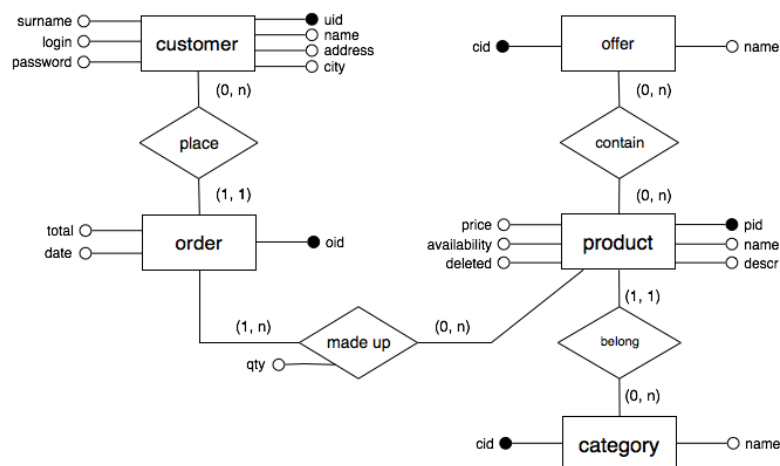 surname
login
password
customer
uid
name
address
city
cid
offer
name
(0, n)
(0, n)
place
contain
(1, 1)
(0, n)
total
date
order
oid
price
availability
deleted
product
pid
name
descr
(1, n)
(0, n)
(1, 1)
made up
belong
qty
(0, n)
cid
category
name